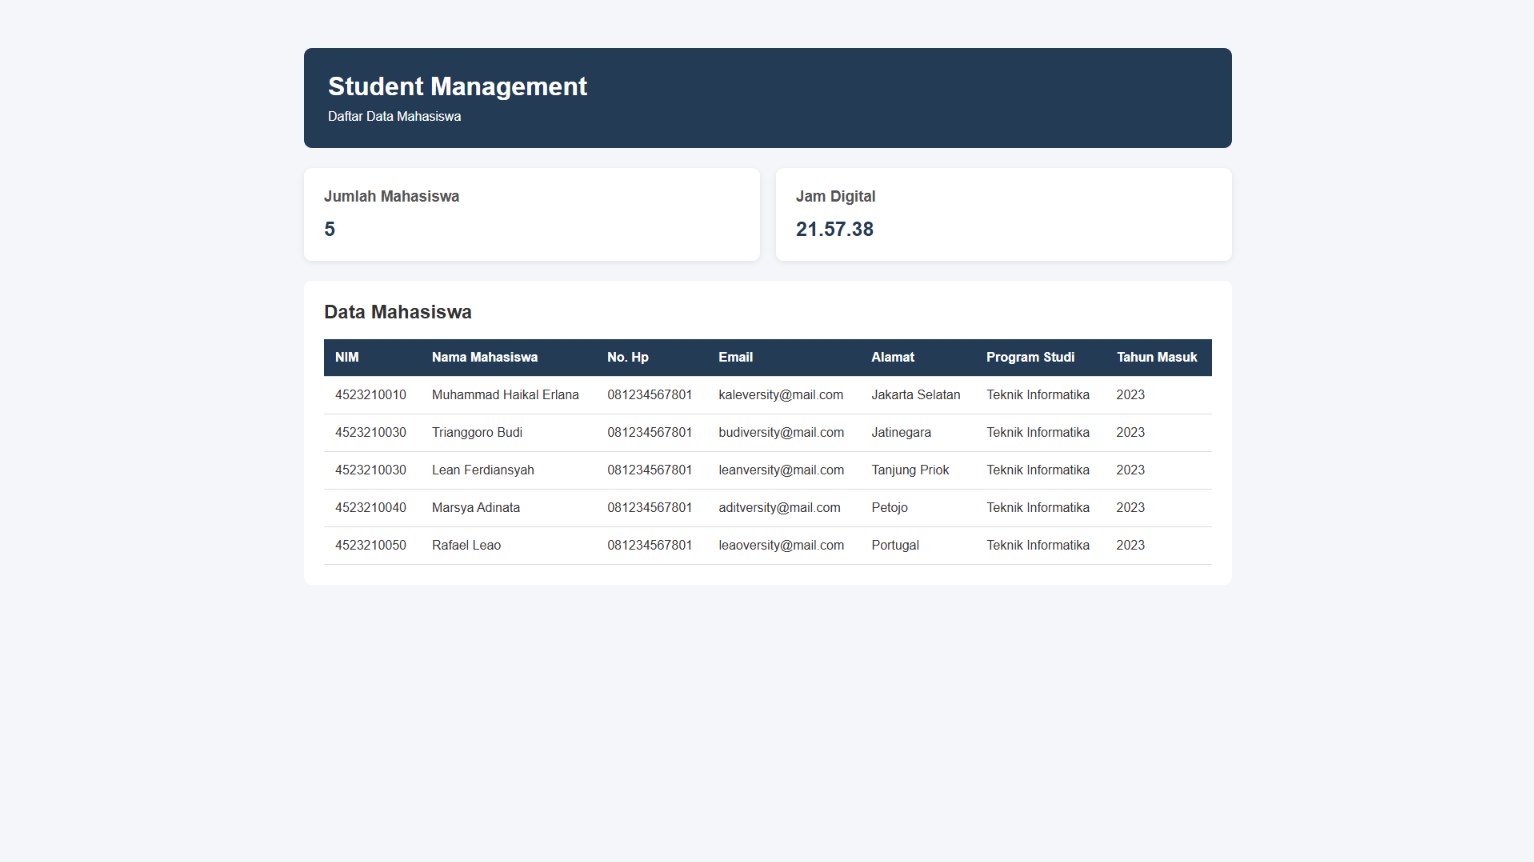 Student Management
Daftar Data Mahasiswa
Jumlah Mahasiswa
5
Jam Digital
21.57.38
Data Mahasiswa
NIM Nama Mahasiswa No. Hp Email Alamat Program Studi Tahun Masuk
4523210010 Muhammad Haikal Erlana 081234567801 kaleversity@mail.com Jakarta Selatan Teknik Informatika 2023
4523210030 Trianggoro Budi 081234567801 budiversity@mail.com Jatinegara Teknik Informatika 2023
4523210030 Lean Ferdiansyah 081234567801 leanversity@mail.com Tanjung Priok Teknik Informatika 2023
4523210040 Marsya Adinata 081234567801 aditversity@mail.com Petojo Teknik Informatika 2023
4523210050 Rafael Leao 081234567801 leaoversity@mail.com Portugal Teknik Informatika 2023